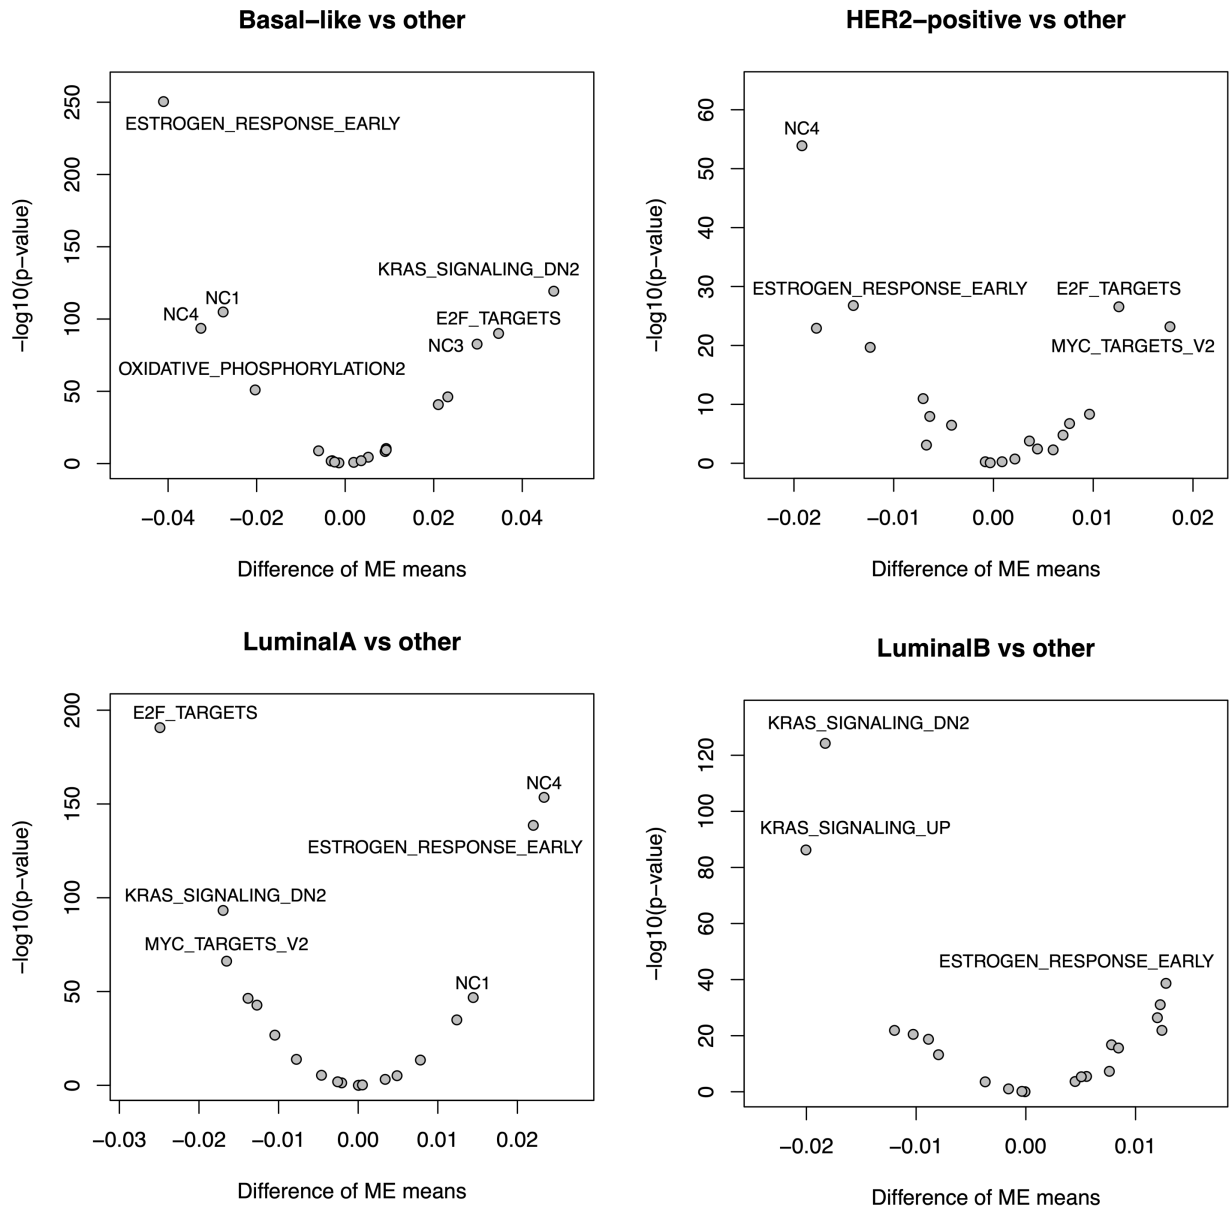 Basal−like vs other
−log10(p−value)
250
200
150
100
50
0
ESTROGEN_RESPONSE_EARLY
KRAS_SIGNALING_DN2
NC1
NC4
E2F_TARGETS
NC3
OXIDATIVE_PHOSPHORYLATION2
−0.04 −0.02 0.00 0.02 0.04
Difference of ME means
HER2−positive vs other
−log10(p−value)
60
50
40
30
20
10
0
NC4
ESTROGEN_RESPONSE_EARLY
E2F_TARGETS
MYC_TARGETS_V2
−0.02 −0.01 0.00 0.01 0.02
Difference of ME means
LuminalA vs other
−log10(p−value)
200
150
100
50
0
E2F_TARGETS
NC4
ESTROGEN_RESPONSE_EARLY
KRAS_SIGNALING_DN2
MYC_TARGETS_V2
NC1
−0.03 −0.02 −0.01 0.00 0.01 0.02
Difference of ME means
LuminalB vs other
−log10(p−value)
120
100
80
60
40
20
0
KRAS_SIGNALING_DN2
KRAS_SIGNALING_UP
ESTROGEN_RESPONSE_EARLY
−0.02 −0.01 0.00 0.01
Difference of ME means